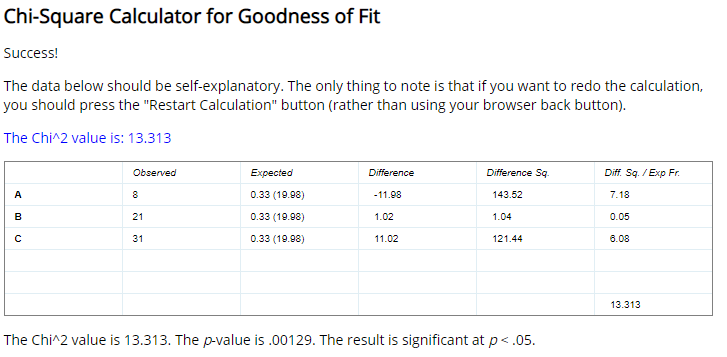 Chi-Square Calculator for Goodness of Fit
Success!
The data below should be self-explanatory. The only thing to note is that if you want to redo the calculation,
you should press the "Restart Calculation" button (rather than using your browser back button).
The Chi^2 value is: 13.313
Observed Expected Difference Difference Sq. Diff. Sq. / Exp Fr.
A 8 0.33 (19.98) -11.98 143.52 7.18
B 21 0.33 (19.98) 1.02 1.04 0.05
C 31 0.33 (19.98) 11.02 121.44 6.08
13.313
The Chi^2 value is 13.313. The p-value is .00129. The result is significant at p < .05.